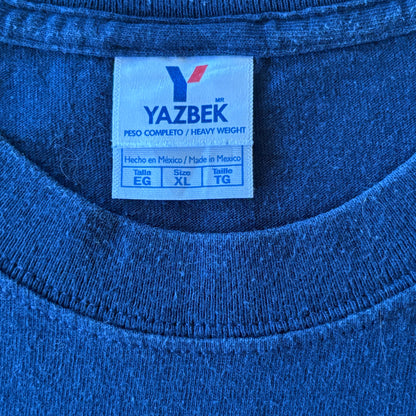 YAZBEK MR
PESO COMPLETO / HEAVY WEIGHT
Hecho en México / Made in Mexico
Talla Size Taille
EG XL TG